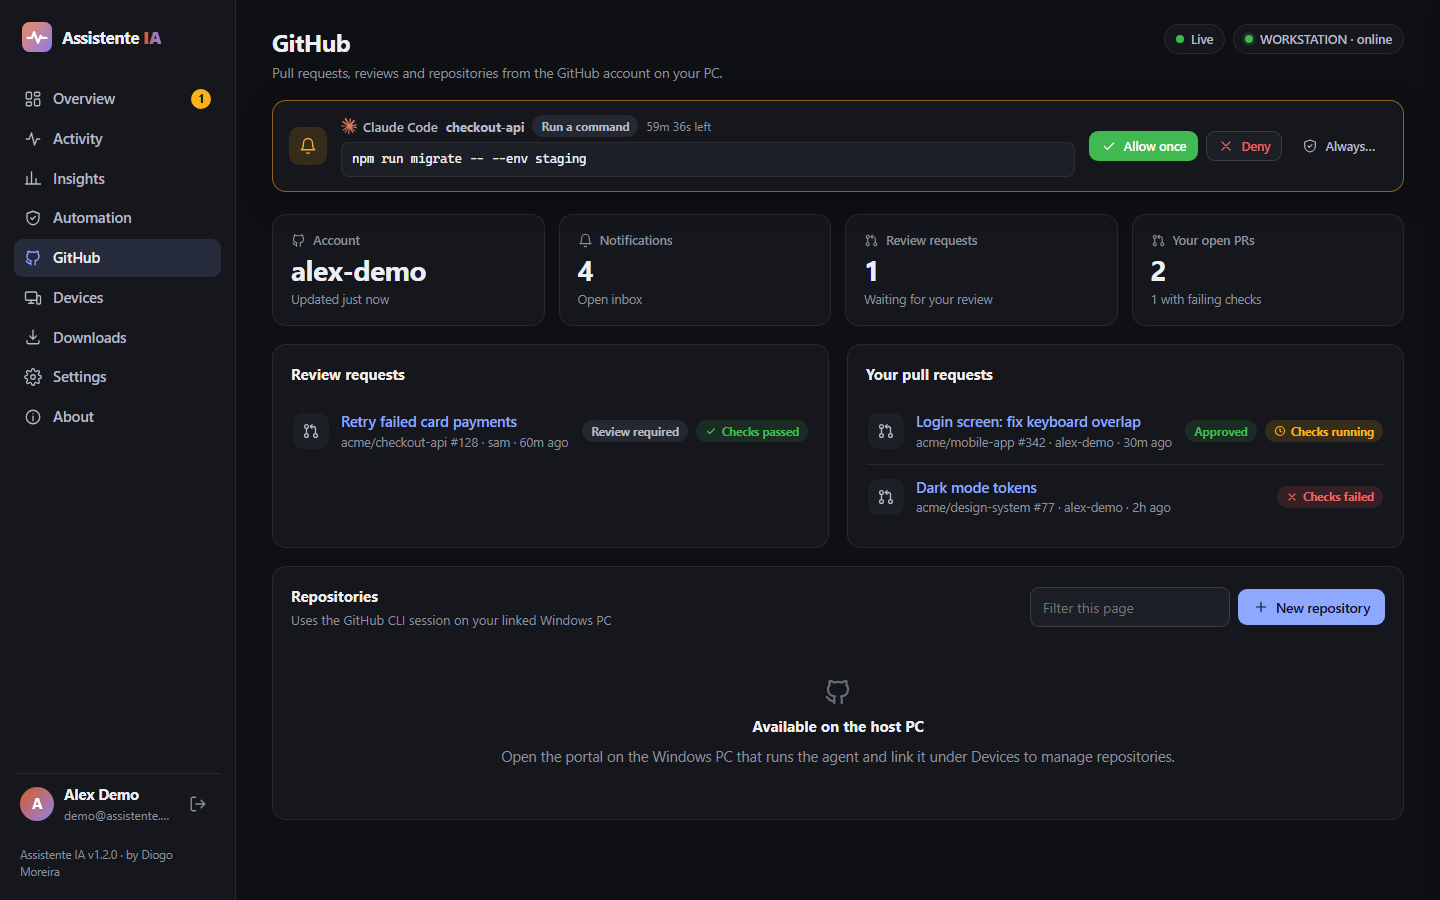 Assistente IA
Overview
1
Activity
Insights
Automation
GitHub
Devices
Downloads
Settings
About
A
Alex Demo
demo@assistente....
Assistente IA v1.2.0 · by Diogo
Moreira
GitHub
Pull requests, reviews and repositories from the GitHub account on your PC.
Live
WORKSTATION · online
Claude Code checkout-api Run a command 59m 36s left
npm run migrate -- --env staging
Allow once
Deny
Always...
Account
alex-demo
Updated just now
Notifications
4
Open inbox
Review requests
1
Waiting for your review
Your open PRs
2
1 with failing checks
Review requests
Retry failed card payments
acme/checkout-api #128 · sam · 60m ago
Review required
Checks passed
Your pull requests
Login screen: fix keyboard overlap
acme/mobile-app #342 · alex-demo · 30m ago
Approved
Checks running
Dark mode tokens
acme/design-system #77 · alex-demo · 2h ago
Checks failed
Repositories
Uses the GitHub CLI session on your linked Windows PC
Filter this page
New repository
Available on the host PC
Open the portal on the Windows PC that runs the agent and link it under Devices to manage repositories.